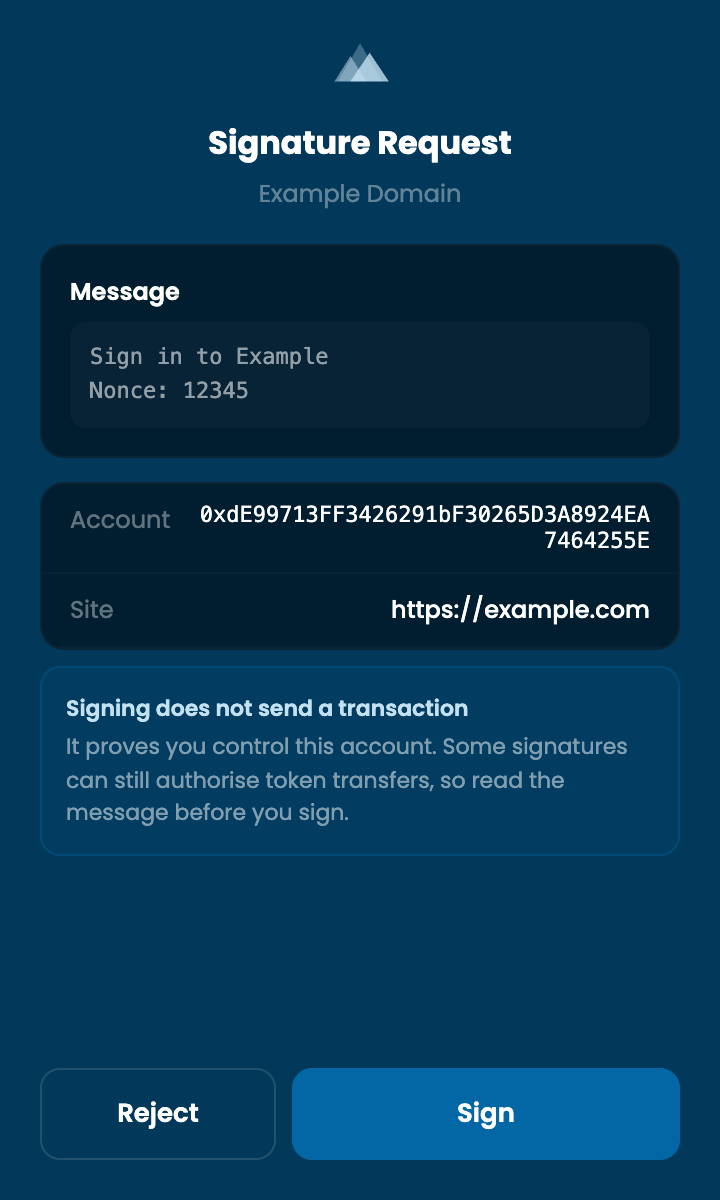 Signature Request
Example Domain
Message
Sign in to Example
Nonce: 12345
Account
0xdE99713FF3426291bF30265D3A8924EA
7464255E
Site
https://example.com
Signing does not send a transaction
It proves you control this account. Some signatures
can still authorise token transfers, so read the
message before you sign.
Reject
Sign